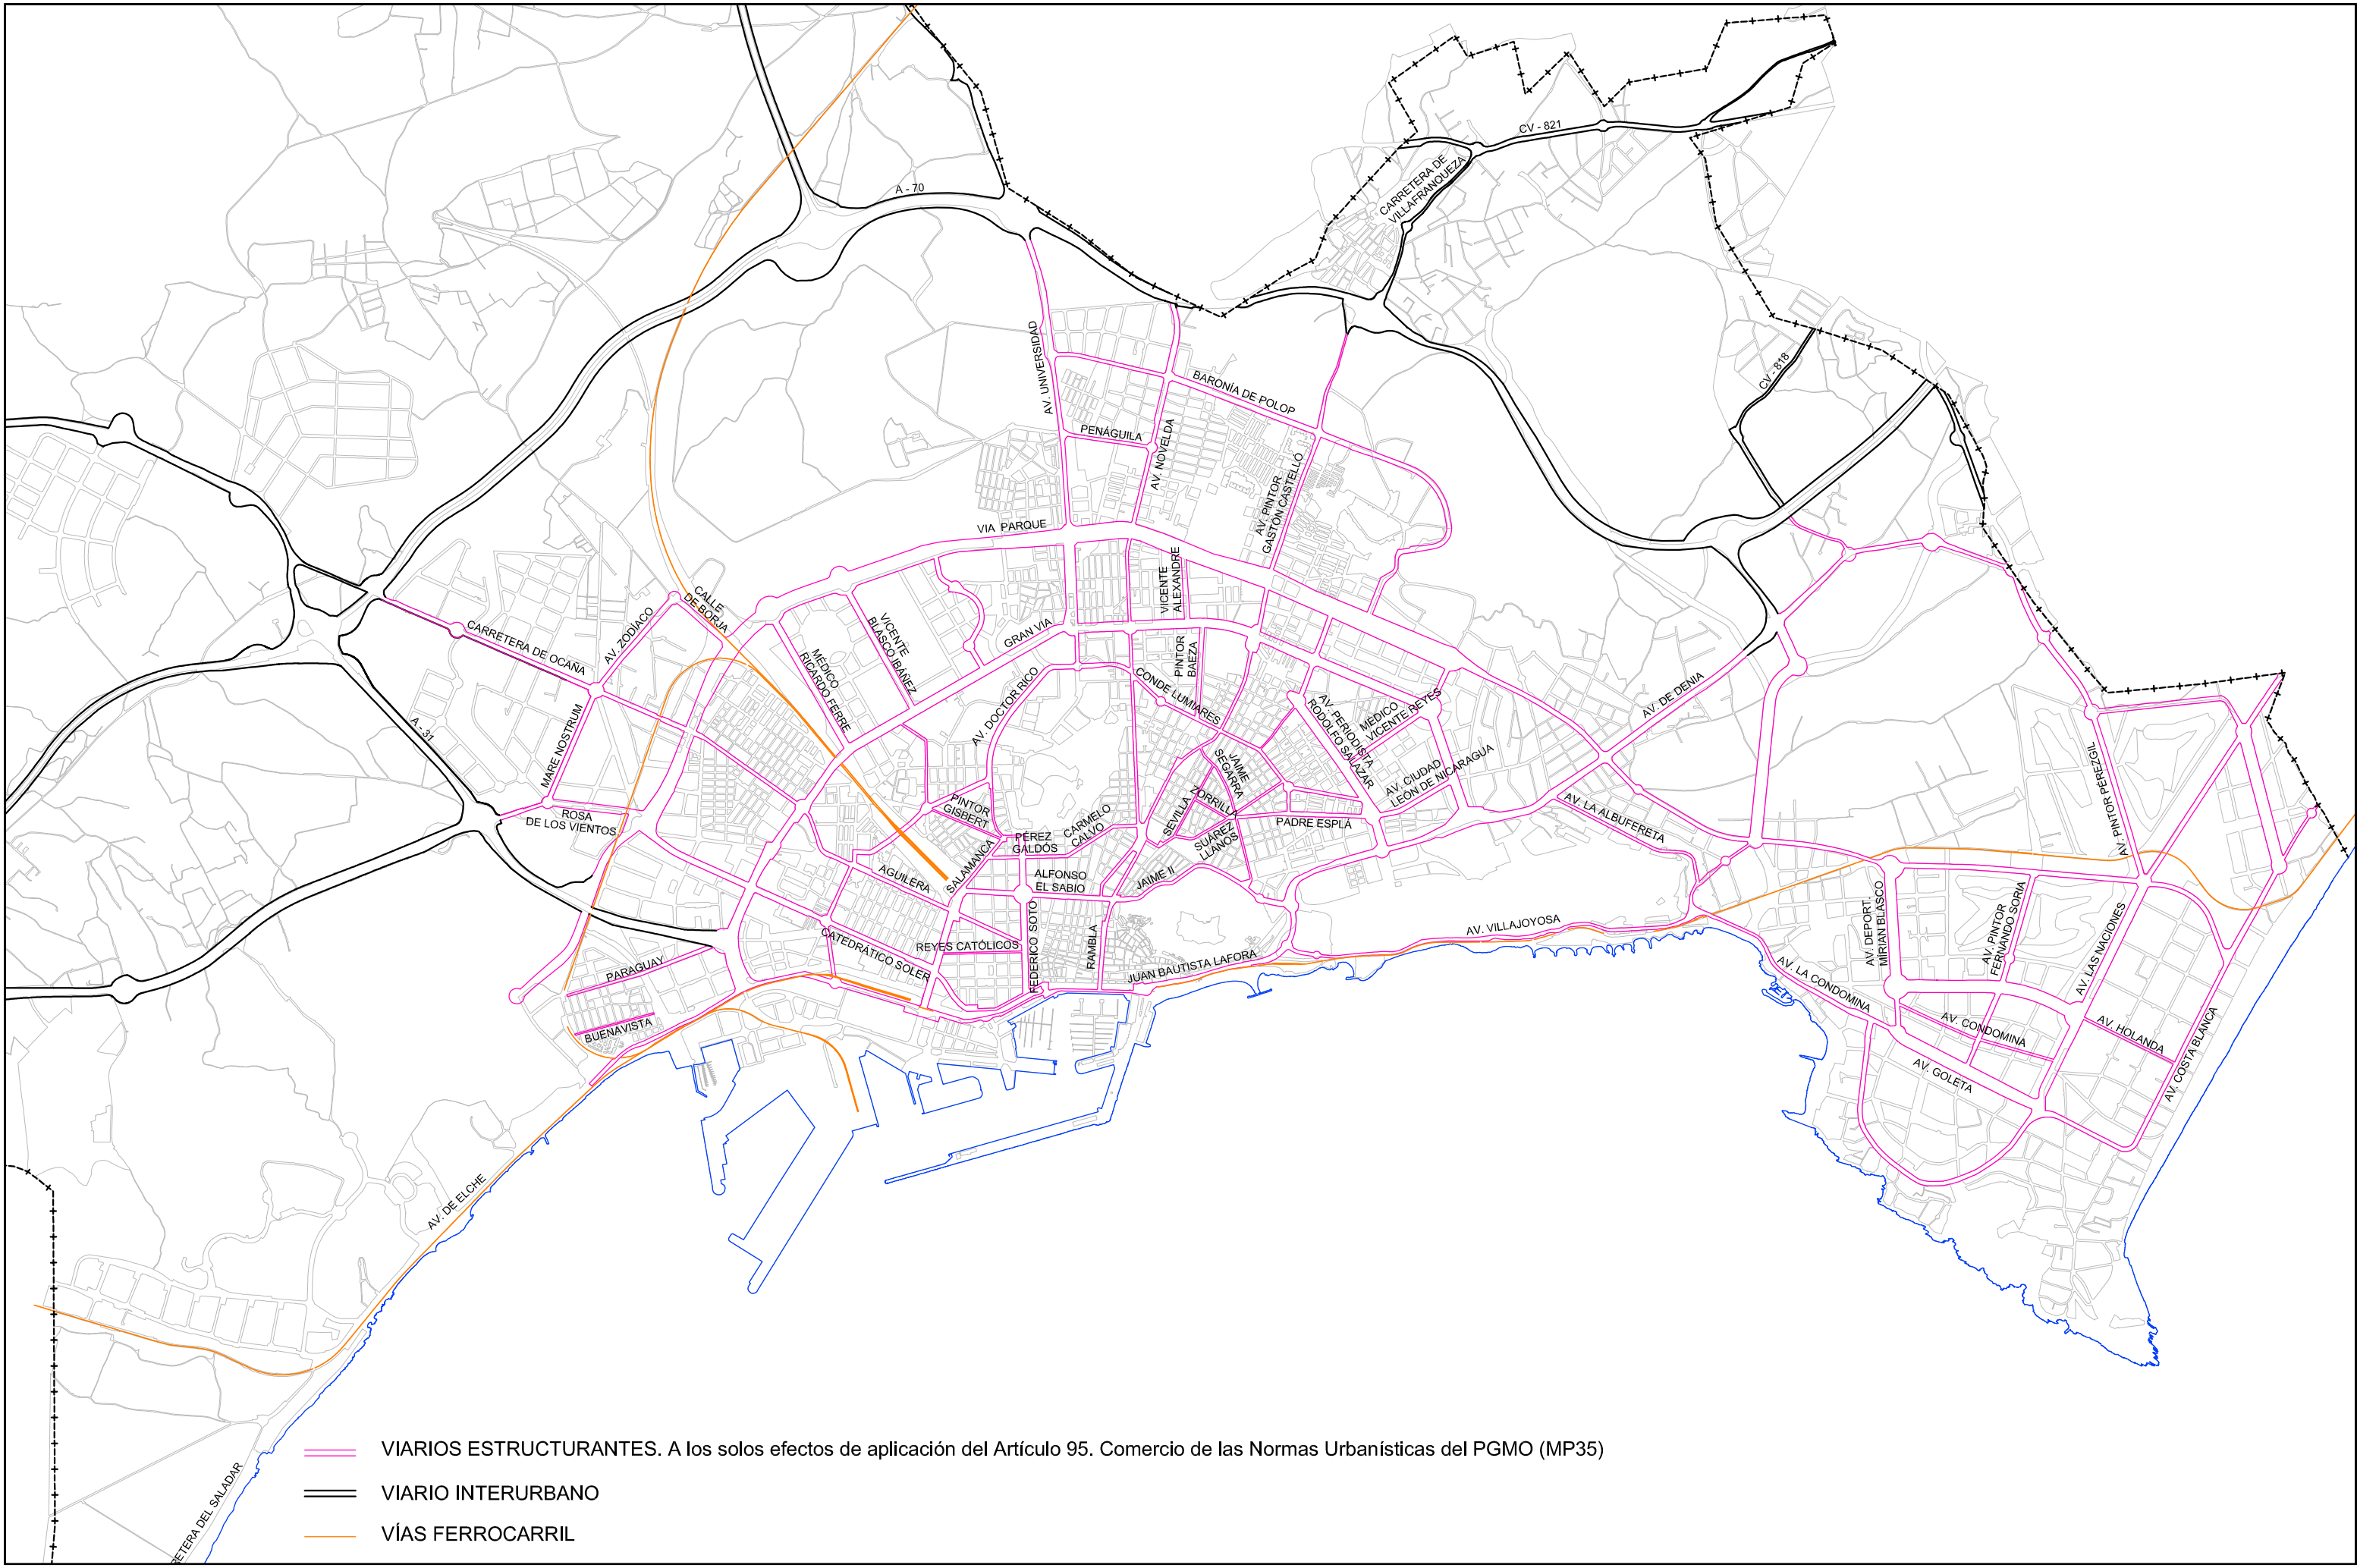 CV - 821
CARRETERA DE
VILLAFRANQUEZA
A - 70
AV. UNIVERSIDAD
BARONÍA DE POLOP
CV - 818
PENÁGUILA
AV. NOVELDA
AV. PINTOR
GASTÓN CASTELLÓ
VIA PARQUE
VICENTE
ALEXANDRE
CALLE
DE BORJA
AV. ZODÍACO
CARRETERA DE OCAÑA
VICENTE
BLASCO IBÁÑEZ
MÉDICO
RICARDO FERRE
GRAN VIA
PINTOR
BAEZA
AV. DOCTOR RICO
CONDE LUMIARES
AV. PERIODISTA
RODOLFO SALAZAR
MÉDICO
VICENTE REYES
AV. DE DENIA
A - 31
MARE NOSTRUM
JAIME
SEGARRA
AV. CIUDAD
LEÓN DE NICARAGUA
AV. PINTOR PÉREZGIL
ROSA
DE LOS VIENTOS
PINTOR
GISBERT
PÉREZ
GALDÓS
CARMELO
CALVO
SEVILLA
ZORRILLA
SUÁREZ
LLANOS
PADRE ESPLÁ
AV. LA ALBUFERETA
AGUILERA
SALAMANCA
ALFONSO
EL SABIO
JAIME II
AV. DEPORT.
MÍRIAN BLASCO
AV. PINTOR
FERNANDO SORIA
AV. LAS NACIONES
CATEDRÁTICO SOLER
REYES CATÓLICOS
FEDERICO SOTO
RAMBLA
JUAN BAUTISTA LAFORA
AV. VILLAJOYOSA
PARAGUAY
BUENAVISTA
AV. LA CONDOMINA
AV. CONDOMINA
AV. HOLANDA
AV. GOLETA
AV. COSTA BLANCA
AV. DE ELCHE
RETERA DEL SALADAR
VIARIOS ESTRUCTURANTES. A los solos efectos de aplicación del Artículo 95. Comercio de las Normas Urbanísticas del PGMO (MP35)
VIARIO INTERURBANO
VÍAS FERROCARRIL